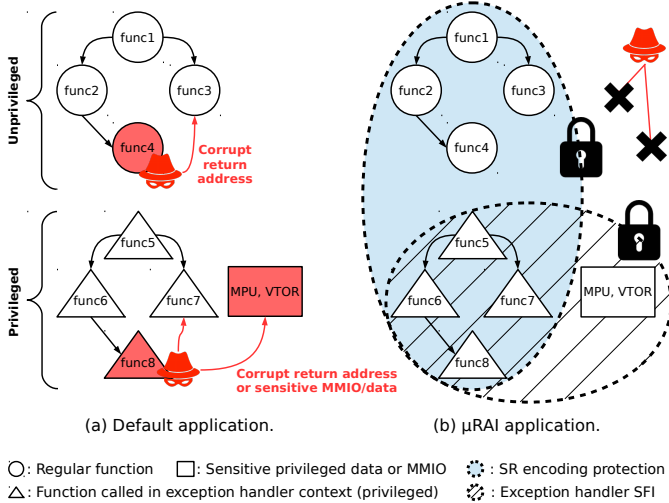 Unprivileged
func1
func2
func3
func4
Corrupt
return
address
func1
func2
func3
func4
Privileged
func5
func6
func7
MPU, VTOR
func8
Corrupt return address
or sensitive MMIO/data
func5
func6
func7
MPU, VTOR
func8
(a) Default application.
(b) μRAI application.
: Regular function
: Sensitive privileged data or MMIO
: SR encoding protection
: Function called in exception handler context (privileged)
: Exception handler SFI